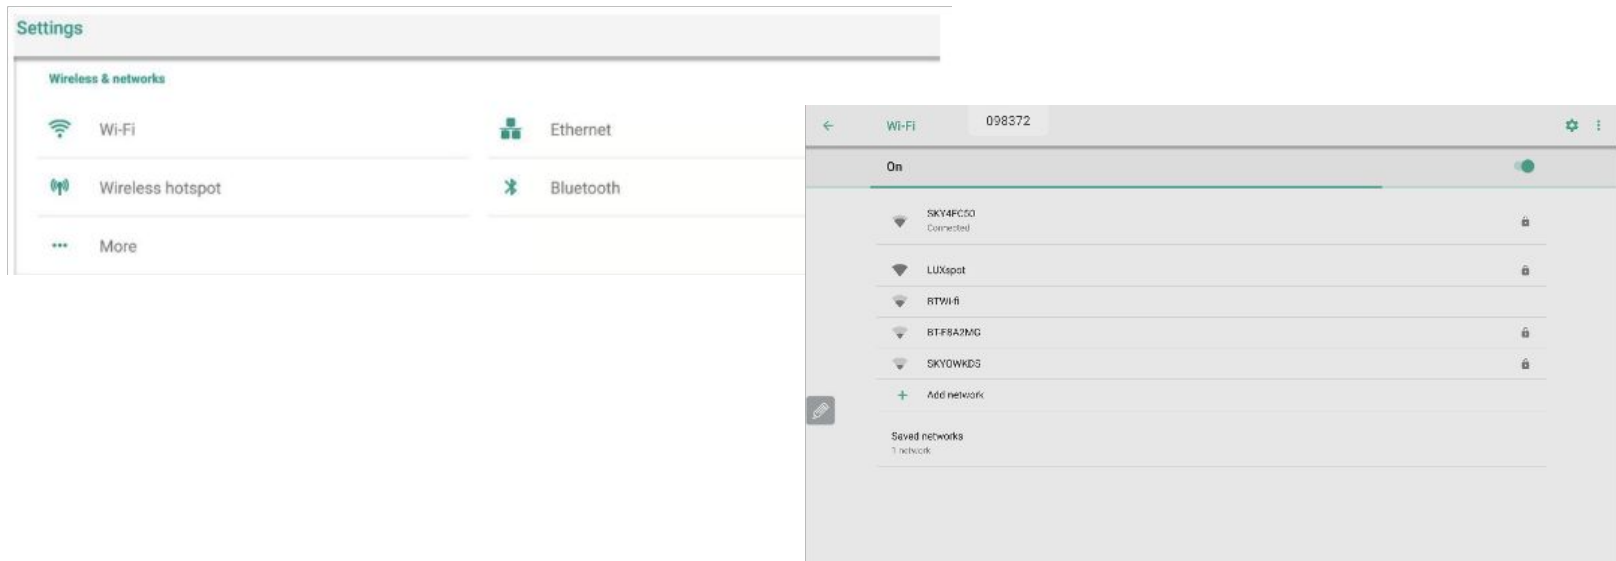 Settings
Wireless & networks
Wi-Fi
Ethernet
Wireless hotspot
Bluetooth
More
Wi-Fi
098372
On
SKY4FC50
Connected
LUXspot
BTWi-fi
BT-F8A2MG
SKY0WKDS
Add network
Saved networks
1 network